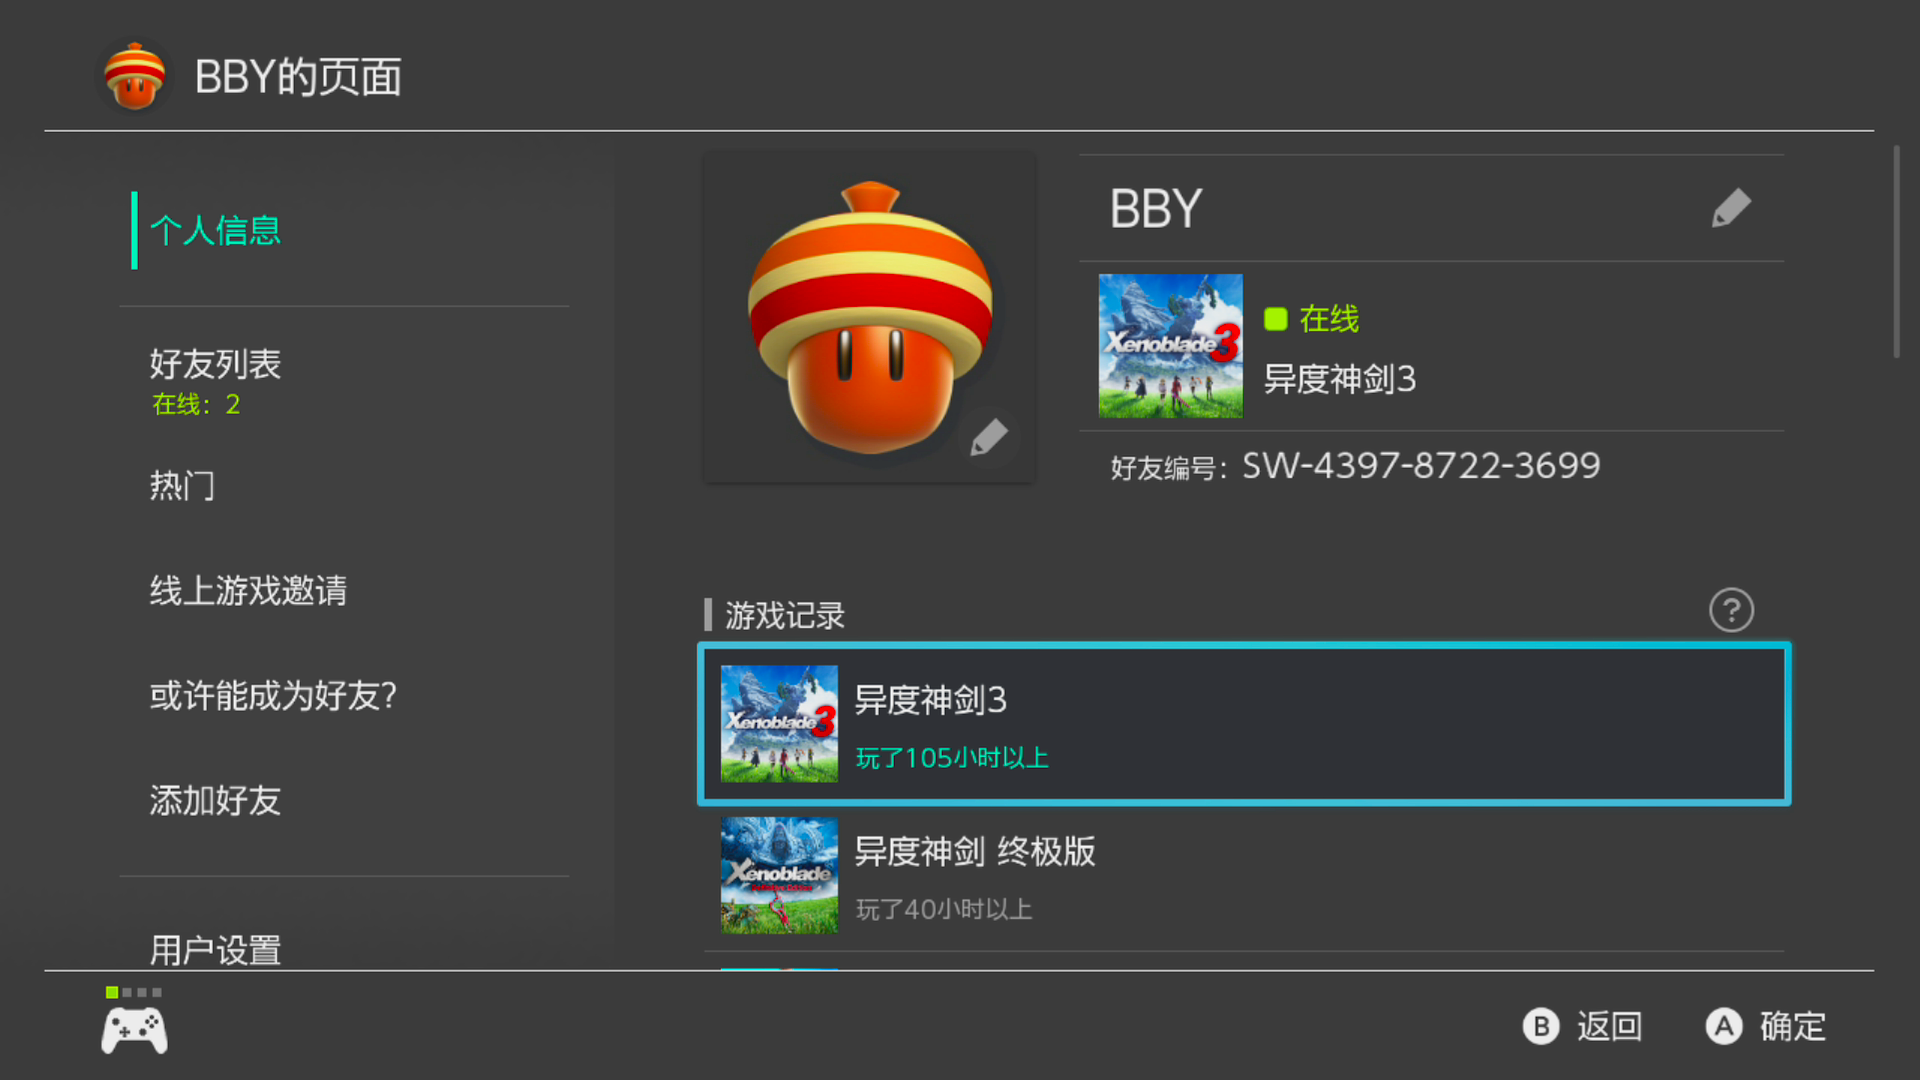 BBY的页面
个人信息
好友列表
在线：2
热门
线上游戏邀请
或许能成为好友？
添加好友
用户设置
BBY
Xenoblade3
在线
异度神剑3
好友编号：SW-4397-8722-3699
游戏记录
?
Xenoblade3
异度神剑3
玩了105小时以上
Xenoblade
异度神剑 终极版
玩了40小时以上
B 返回
A 确定